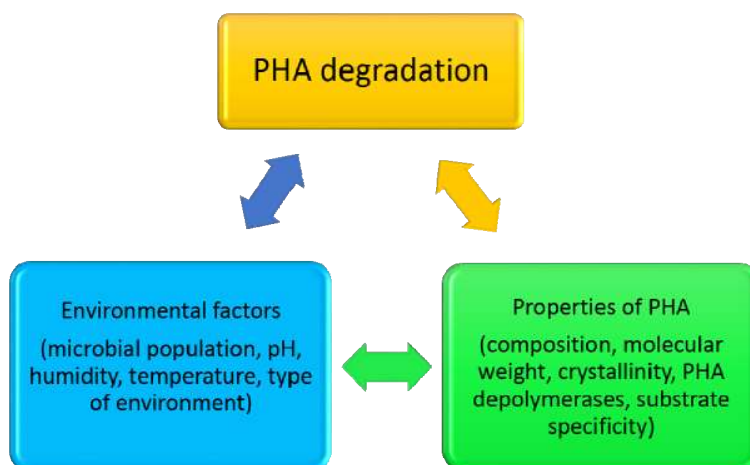 PHA degradation
Environmental factors
(microbial population, pH,
humidity, temperature, type
of environment)
Properties of PHA
(composition, molecular
weight, crystallinity, PHA
depolymerases, substrate
specificity)